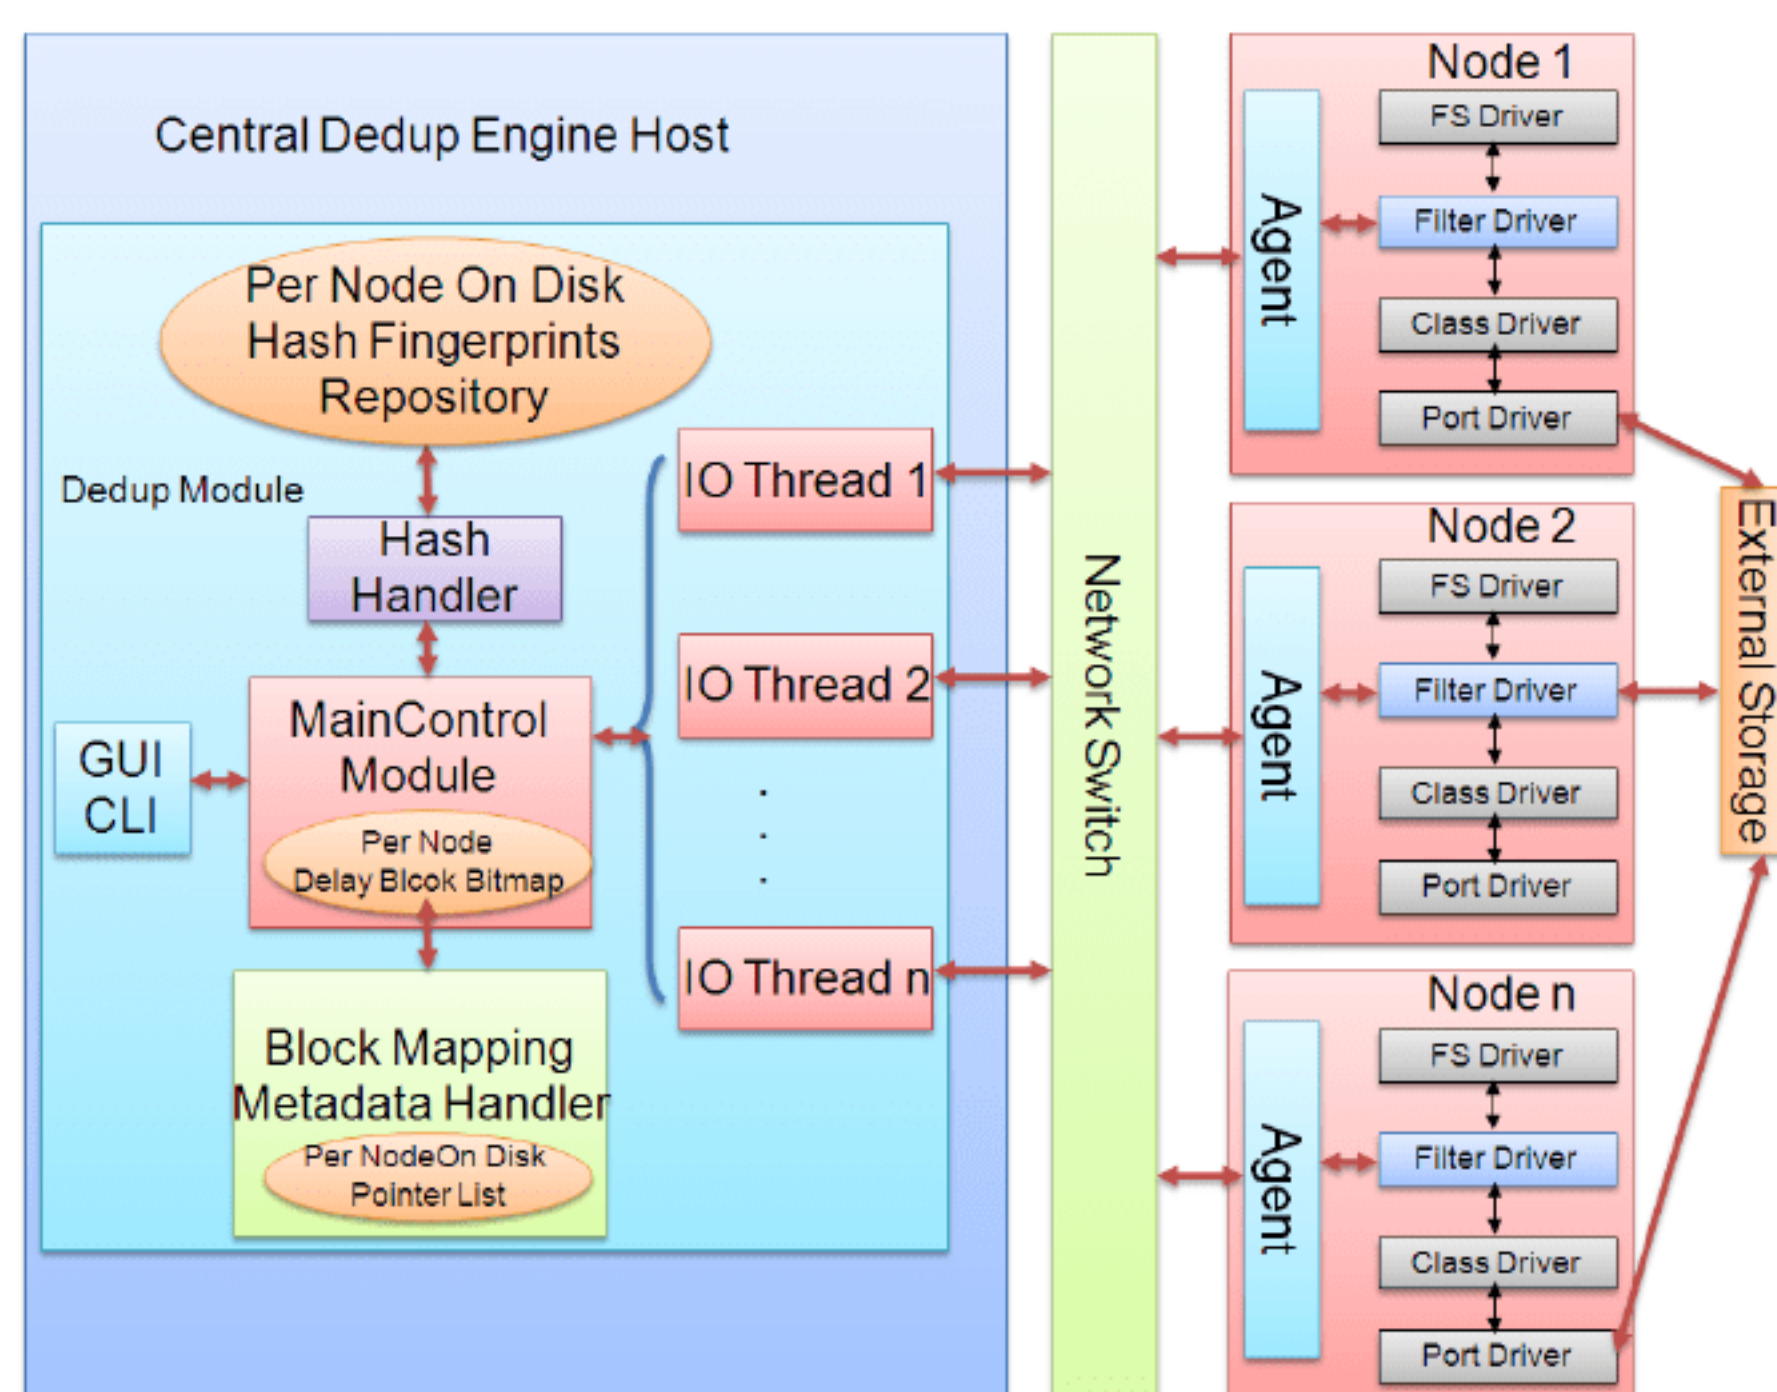 Central Dedup Engine Host
Per Node On Disk
Hash Fingerprints
Repository
Dedup Module
Hash
Handler
MainControl
Module
Per Node
Delay Blcok Bitmap
GUI
CLI
Block Mapping
Metadata Handler
Per NodeOn Disk
Pointer List
IO Thread 1
IO Thread 2
.
.
.
IO Thread n
Network Switch
Node 1
Agent
FS Driver
Filter Driver
Class Driver
Port Driver
Node 2
Agent
FS Driver
Filter Driver
Class Driver
Port Driver
Node n
Agent
FS Driver
Filter Driver
Class Driver
Port Driver
External Storage